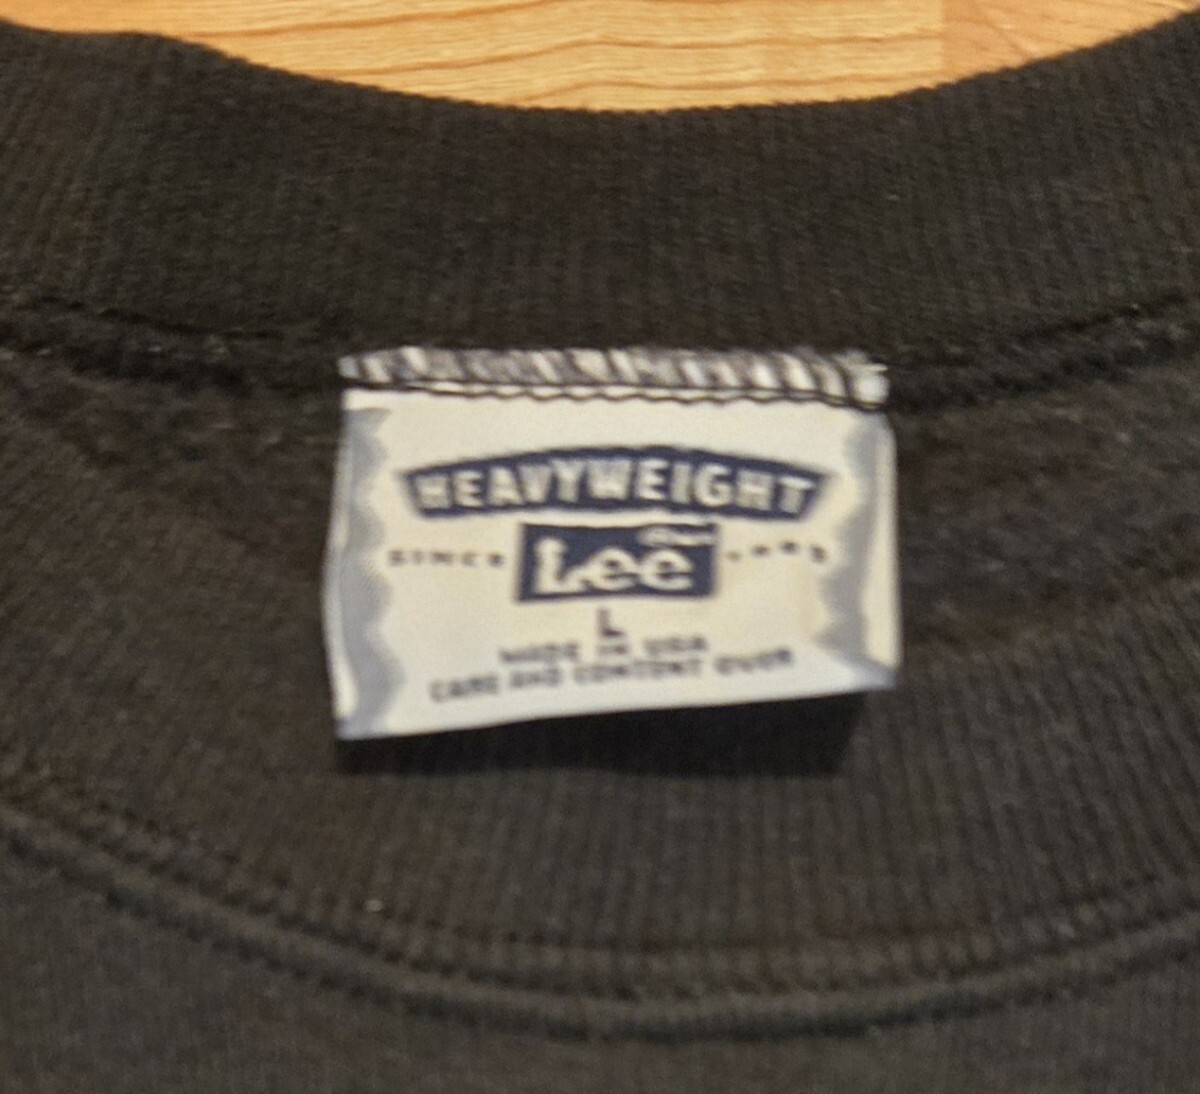 HEAVYWEIGHT
SINCE Lee
L
MADE IN USA
CARE AND CONTENT OVER